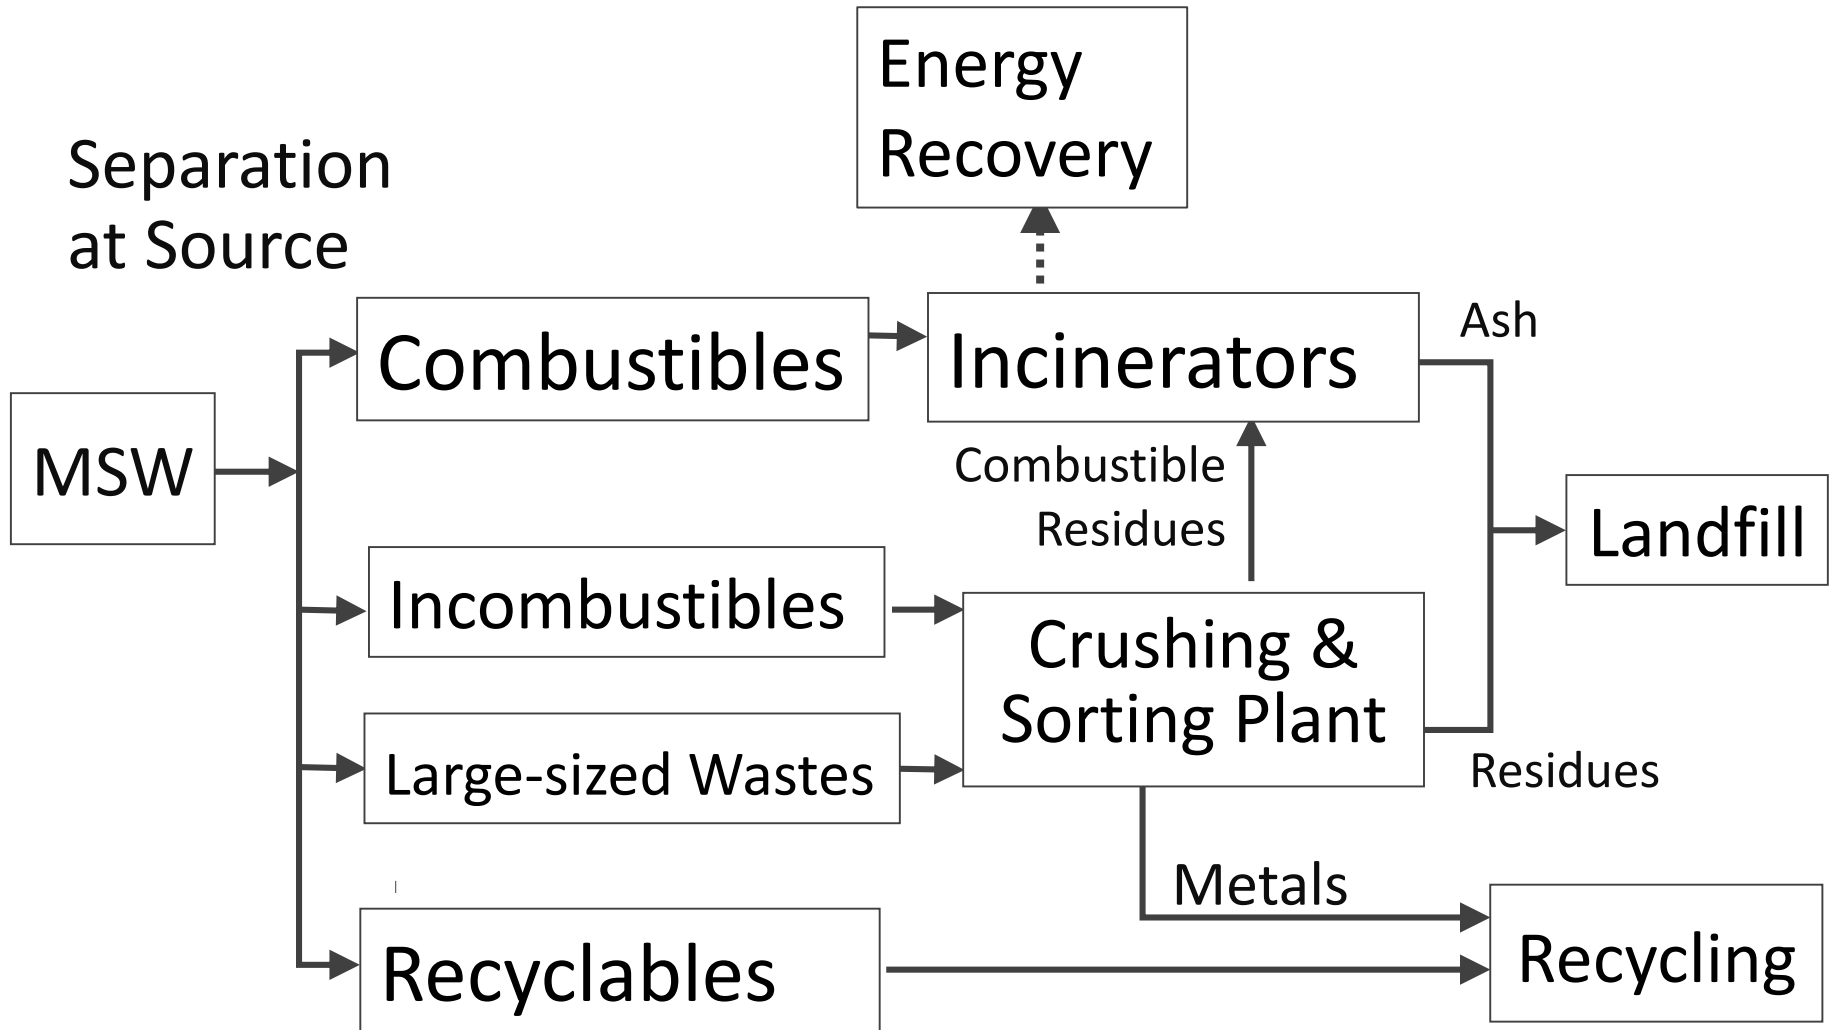 Energy
Recovery
Separation
at Source
Combustibles
Incinerators
Ash
MSW
Combustible
Residues
Landfill
Incombustibles
Crushing &
Sorting Plant
Large-sized Wastes
Residues
Metals
Recyclables
Recycling